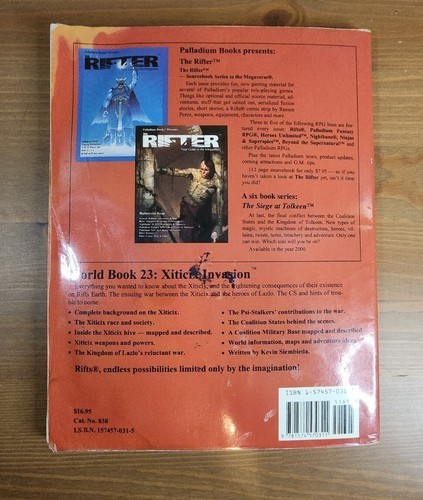 Palladium Books presents:
The Rifter™
The Rifter™
— Sourcebook Series to the Megaverse®.
Each issue provides fun, new gaming material for
several of Palladium's popular role-playing games.
Things like optional and official source material, ad-
ventures, stuff that got edited out, serialized fiction
stories, short stories, a Rifts® comic strip by Ramon
Perez, weapons, equipment, characters and more.
Three to five of the following RPG lines are fea-
tured every issue: Rifts®, Palladium Fantasy
RPG®, Heroes Unlimited™, Nightbane®, Ninjas
& Superspies™, Beyond the Supernatural™ and
other Palladium RPGs.
Plus the latest Palladium news, product updates,
coming attractions and G.M. tips.
112 page sourcebook for only $7.95 — so if you
haven't taken a look at The Rifter yet, isn't it time
you did?
RIFTER
Palladium Books® Presents:
RIFTER
A six book series:
The Siege at Tolkeen™
At last, the final conflict between the Coalition
States and the Kingdom of Tolkeen. New types of
magic, mystic machines of destruction, heroes, vil-
lains, tanks, treachery and adventure. Only one
can win. Which side will you be on?
Available in the year 2000.
World Book 23: Xiticix Invasion™
Everything you wanted to know about the Xiticix, and the frightening consequences of their existence
on Rifts Earth. The ensuing war between the Xiticix and the heroes of Lazlo. The CS and hints of trou-
ble to come.
• Complete background on the Xiticix.
• The Xiticix race and society.
• Inside the Xiticix hive — mapped and described.
• Xiticix weapons and powers.
• The Kingdom of Lazlo's reluctant war.
• The Psi-Stalkers' contributions to the war.
• The Coalition States behind the scenes.
• A Coalition Military Base mapped and described
• World information, maps and adventure ideas.
• Written by Kevin Siembieda.
Rifts®, endless possibilities limited only by the imagination!
$16.95
Cat. No. 838
I.S.B.N. 157457-031-5
ISBN 1-57457-031
9 781574 570311